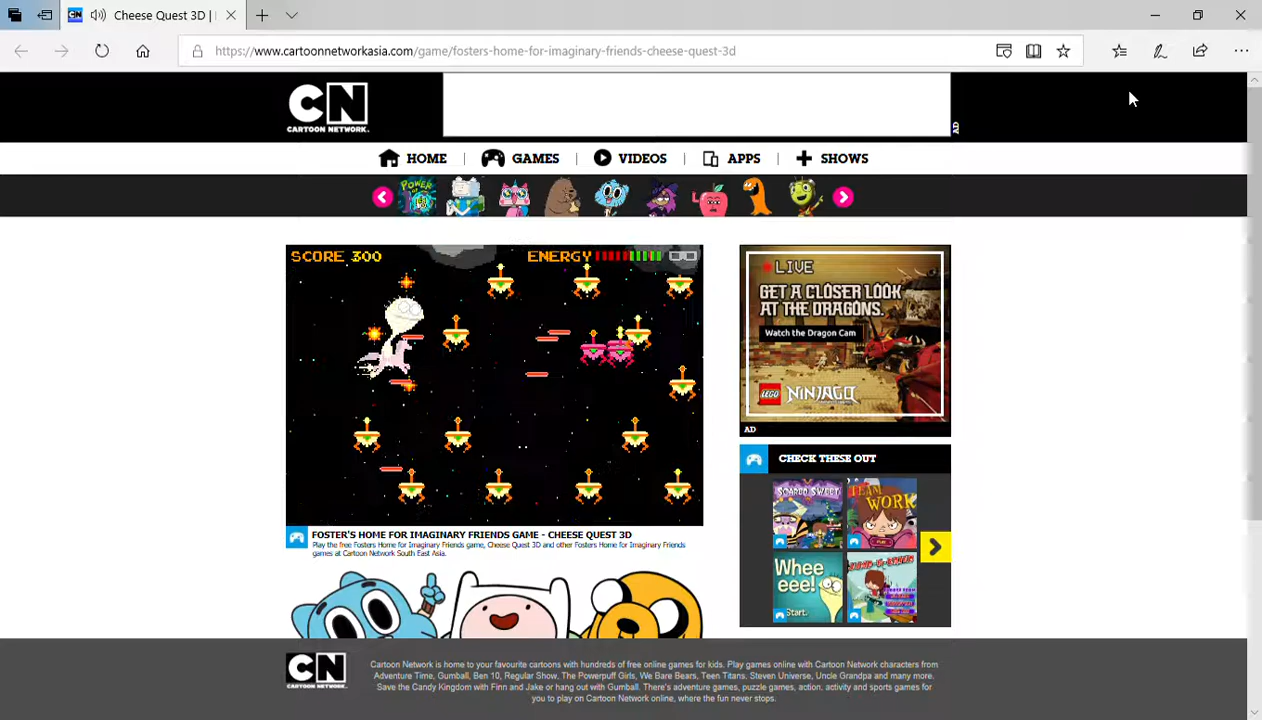 Cheese Quest 3D |
https://www.cartoonnetworkasia.com/game/fosters-home-for-imaginary-friends-cheese-quest-3d
CN
CARTOON NETWORK.
AD
HOME
GAMES
VIDEOS
APPS
SHOWS
SCORE 300
ENERGY
FOSTER'S HOME FOR IMAGINARY FRIENDS GAME - CHEESE QUEST 3D
Play the free Fosters Home for Imaginary Friends game, Cheese Quest 3D and other Fosters Home for Imaginary Friends
games at Cartoon Network South East Asia.
LIVE
GET A CLOSER LOOK
AT THE DRAGONS.
Watch the Dragon Cam
LEGO NINJAGO
AD
CHECK THESE OUT
SCARED SWEET
TEAM
WORK
PLAY
Wheee
eee!
Start.
CN
CARTOON NETWORK.
Cartoon Network is home to your favourite cartoons with hundreds of free online games for kids. Play games online with Cartoon Network characters from
Adventure Time, Gumball, Ben 10, Regular Show, The Powerpuff Girls, We Bare Bears, Teen Titans, Steven Universe, Uncle Grandpa and many more.
Save the Candy Kingdom with Finn and Jake or hang out with Gumball. There's adventure games, puzzle games, action, activity and sports games for
you to play on Cartoon Network online, where the fun never stops.